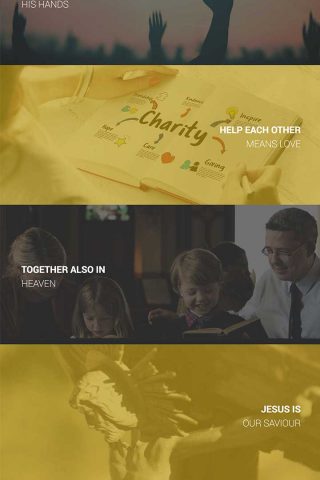 HIS HANDS
Charity
Kindness
Inspire
Hope
Care
Giving
HELP EACH OTHER
MEANS LOVE
TOGETHER ALSO IN
HEAVEN
JESUS IS
OUR SAVIOUR